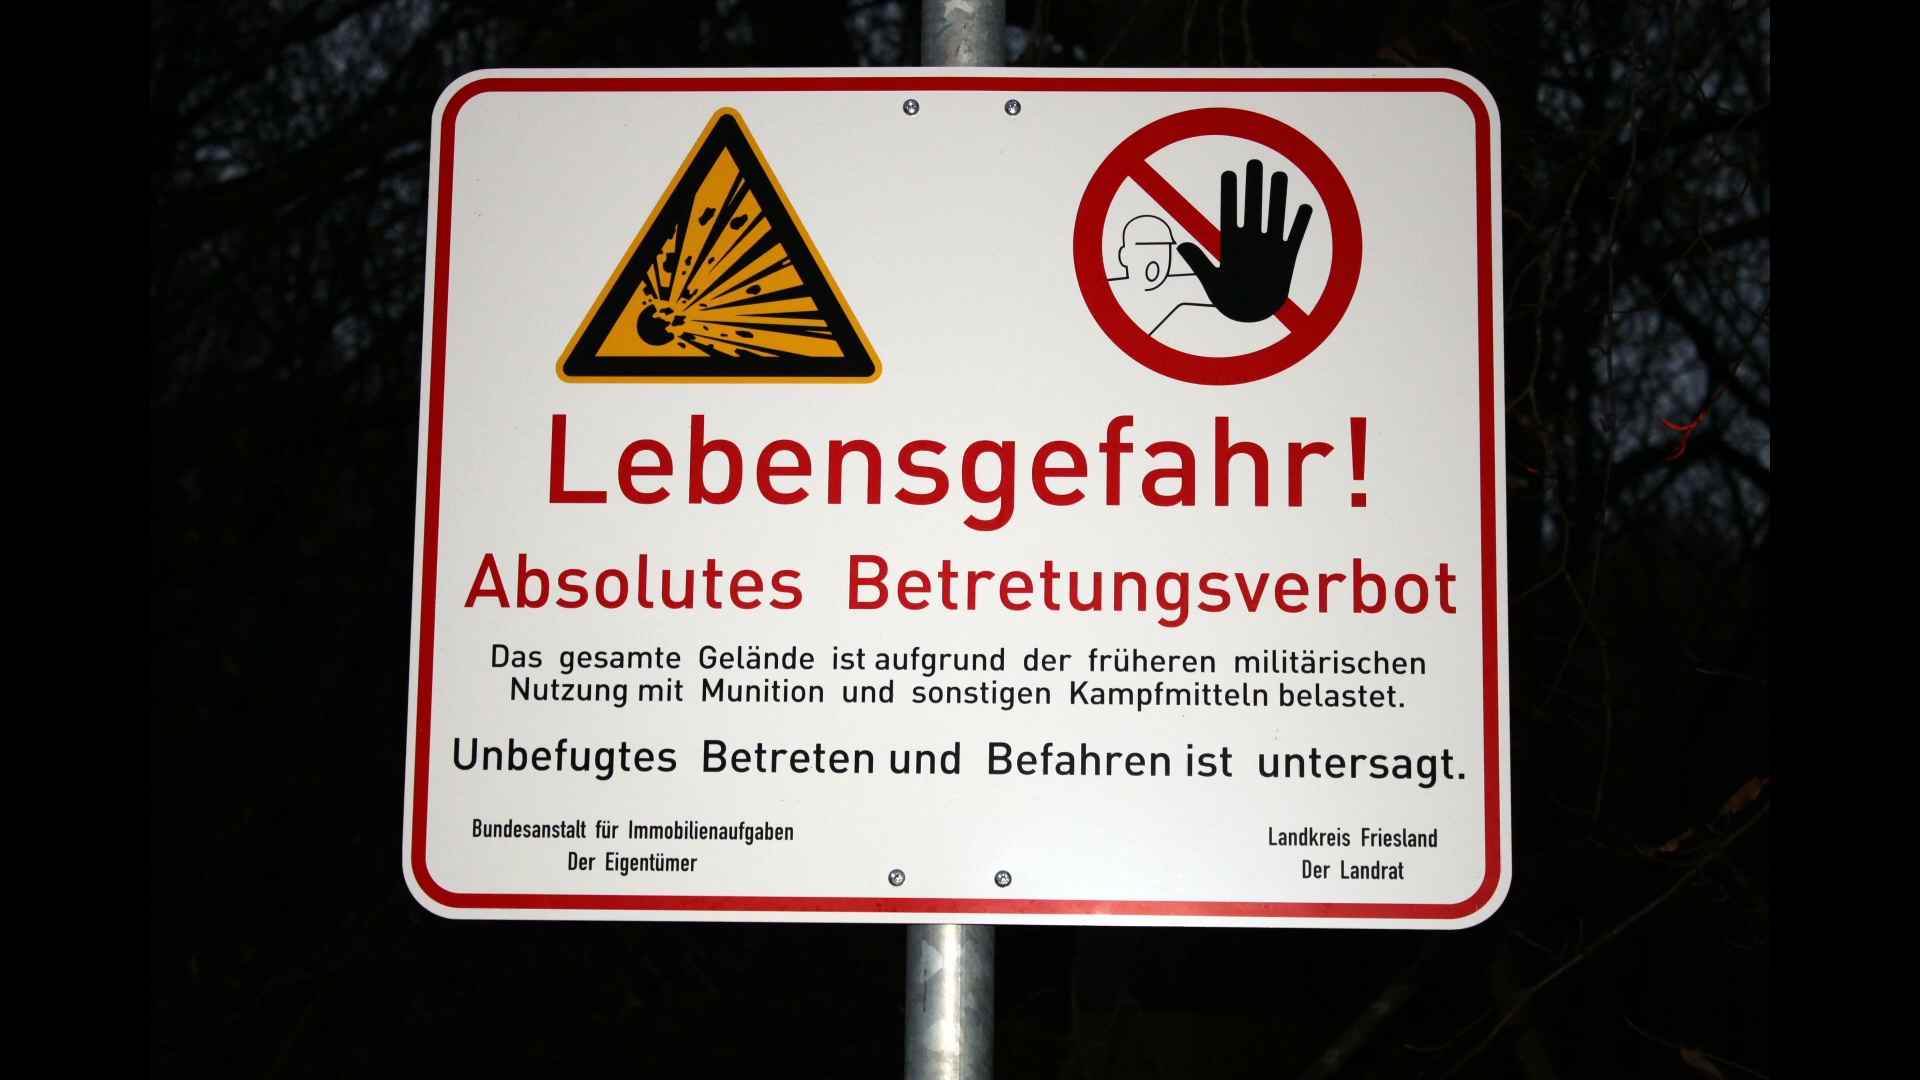 Lebensgefahr!
Absolutes Betretungsverbot
Das gesamte Gelände ist aufgrund der früheren militärischen
Nutzung mit Munition und sonstigen Kampfmitteln belastet.
Unbefugtes Betreten und Befahren ist untersagt.
Bundesanstalt für Immobilienaufgaben
Der Eigentümer
Landkreis Friesland
Der Landrat